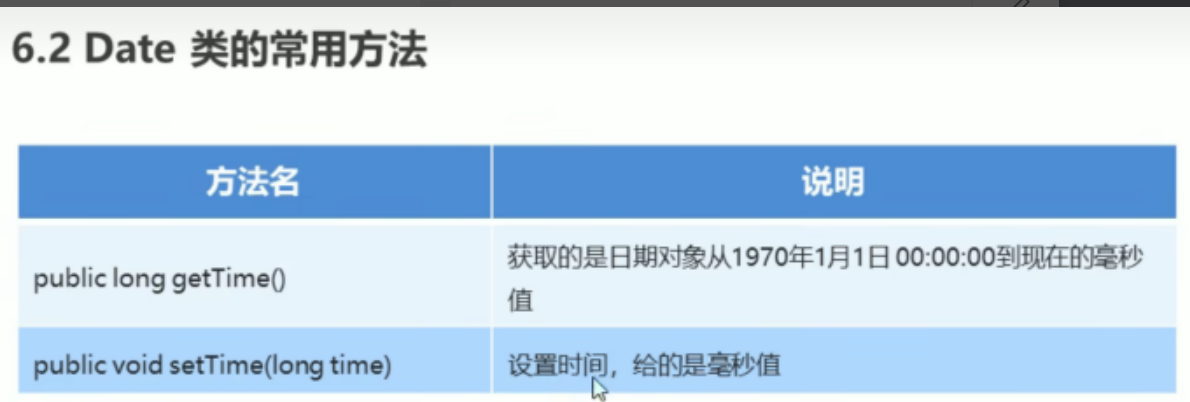 6.2 Date 类的常用方法
方法名
说明
public long getTime()
获取的是日期对象从1970年1月1日 00:00:00到现在的毫秒
值
public void setTime(long time)
设置时间，给的是毫秒值